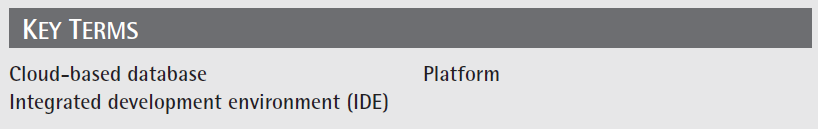 KEY TERMS
Cloud-based database
Integrated development environment (IDE)
Platform